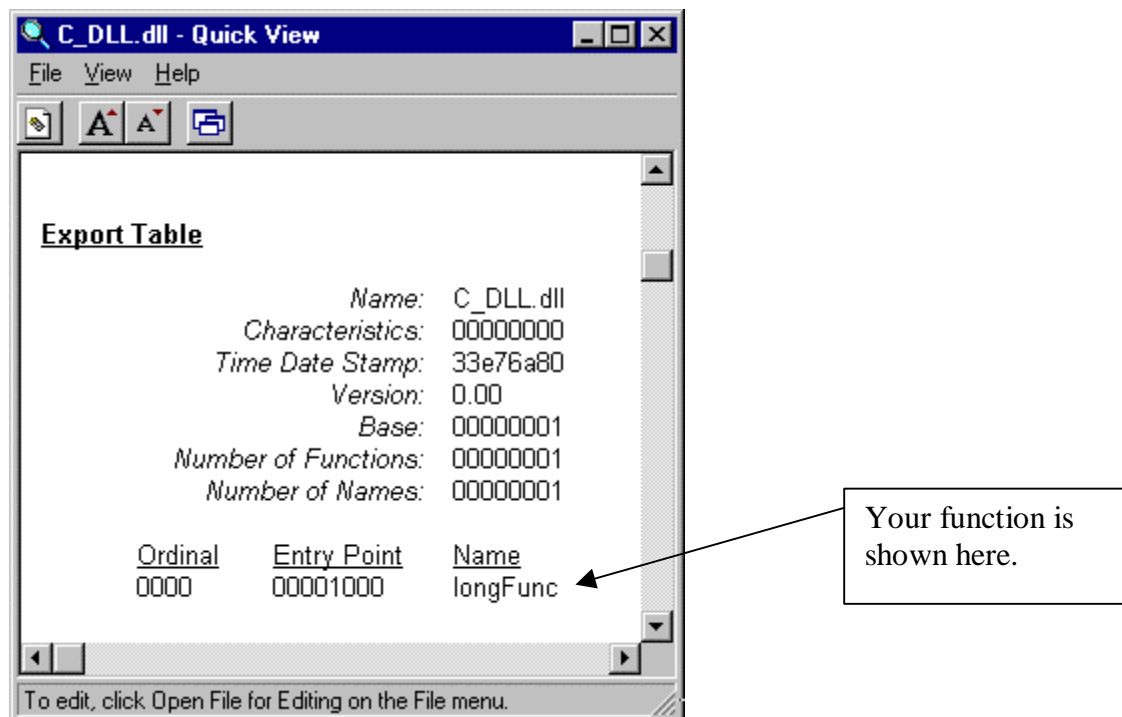 C_DLL.dll - Quick View
File View Help
A A
Export Table
Name: C_DLL.dll
Characteristics: 00000000
Time Date Stamp: 33e76a80
Version: 0.00
Base: 00000001
Number of Functions: 00000001
Number of Names: 00000001
Ordinal Entry Point Name
0000 00001000 longFunc
Your function is
shown here.
To edit, click Open File for Editing on the File menu.